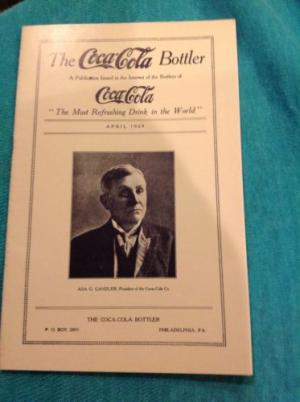 The Coca-Cola Bottler
A Publication Issued in the Interest of the Bottlers of
Coca-Cola
"The Most Refreshing Drink in the World"
APRIL 1909
ASA G. CANDLER, President of the Coca-Cola Co.
THE COCA-COLA BOTTLER
P. O. BOX
PHILADELPHIA, PA.